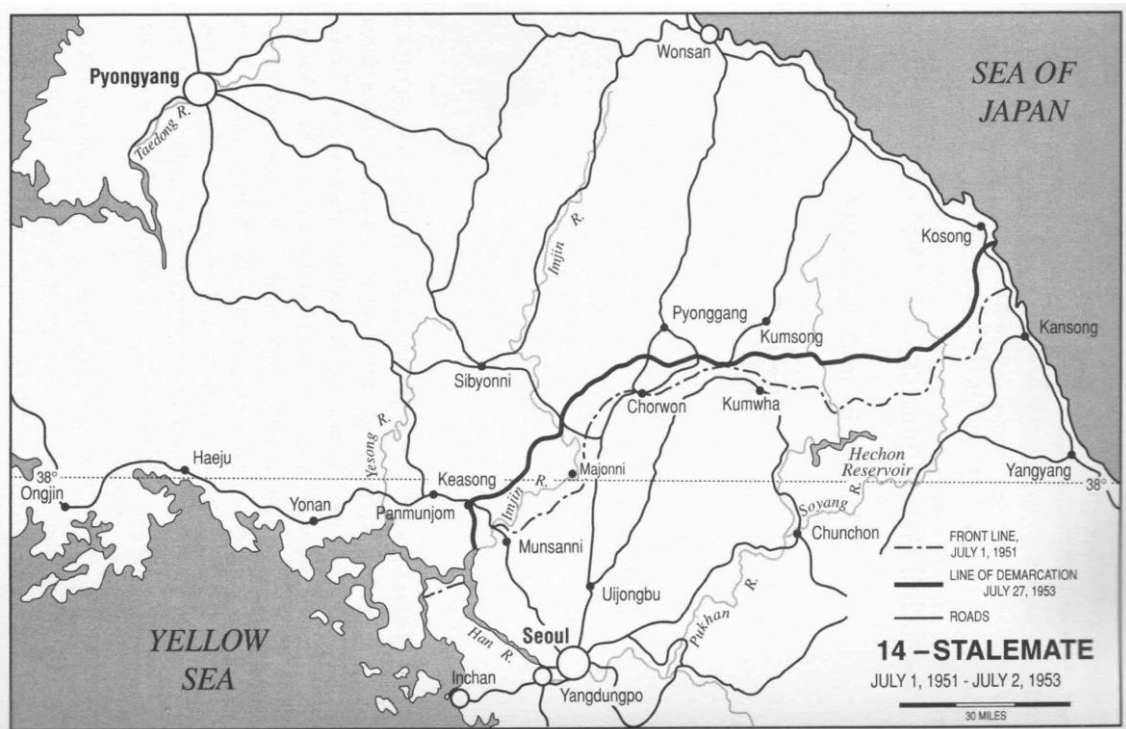 Wonsan
Pyongyang
SEA OF
JAPAN
Taedong R.
Imjin R.
Kosong
Pyonggang
Kumsong
Kansong
Sibyonni
Chorwon
Kumwha
Yesong R.
Haeju
Keasong
Majonni
Hechon
Reservoir
38°
38°
Yangyang
Ongjin
Yonan
Panmunjom
Imjin R.
Soyang R.
Munsanni
Chunchon
FRONT LINE,
JULY 1, 1951
LINE OF DEMARCATION
JULY 27, 1953
Uijongbu
Pukhan R.
ROADS
YELLOW
SEA
Han R.
Seoul
14 – STALEMATE
JULY 1, 1951 - JULY 2, 1953
Inchan
Yangdungpo
30 MILES